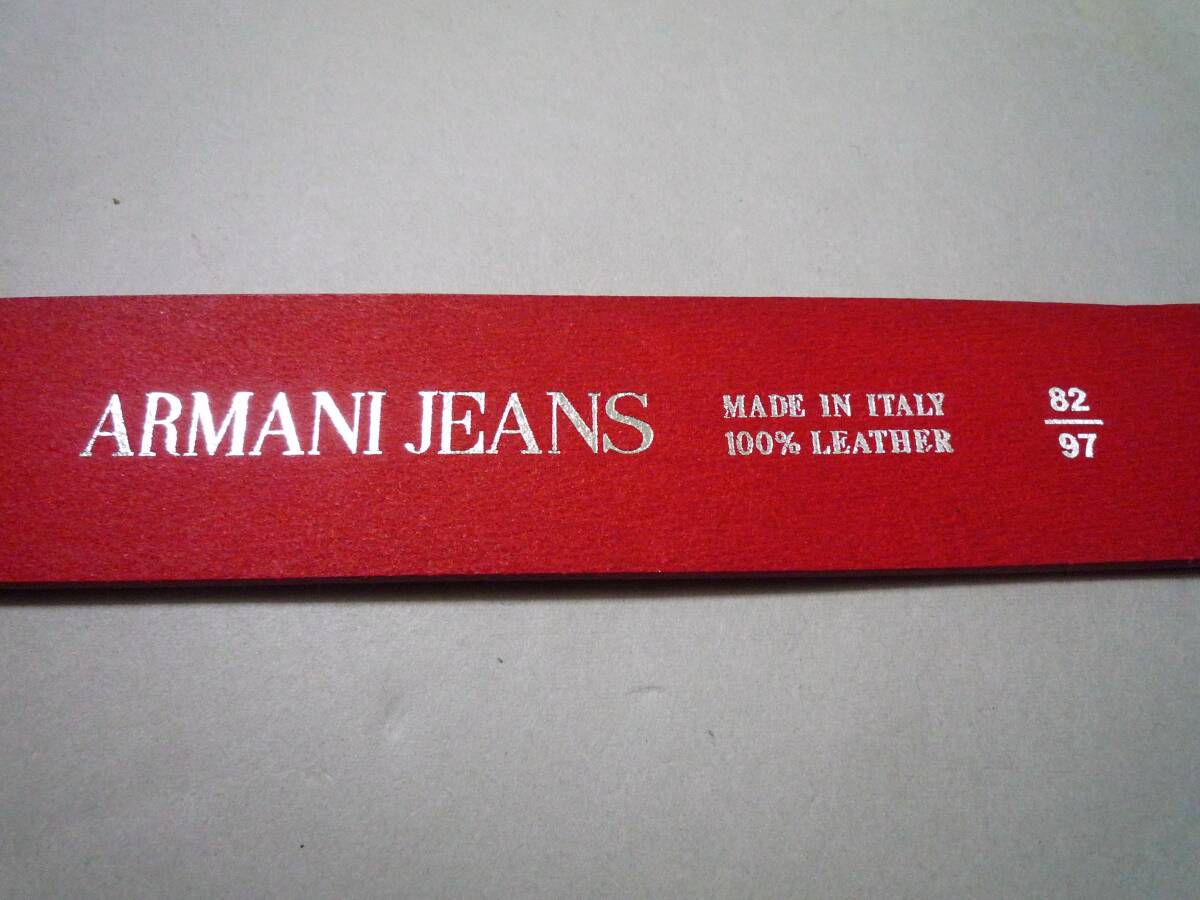 ARMANI JEANS
MADE IN ITALY
100% LEATHER
82
97